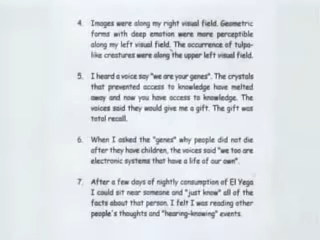 4. Images were along my right visual field. Geometric
forms with deep emotion were more perceptible
along my left visual field. The occurrence of tulpa-
like creatures were along the upper left visual field.
5. I heard a voice say "we are your genes". The crystals
that prevented access to knowledge have melted
away and now you have access to knowledge. The
voices said they would give me a gift. The gift was
total recall.
6. When I asked the "genes" why people did not die
after they have children, the voices said "we too are
electronic systems that have a life of our own".
7. After a few days of nightly consumption of El Yego
I could sit near someone and "just know" all of the
facts about that person. I felt I was reading other
people's thoughts and "hearing-knowing" events.